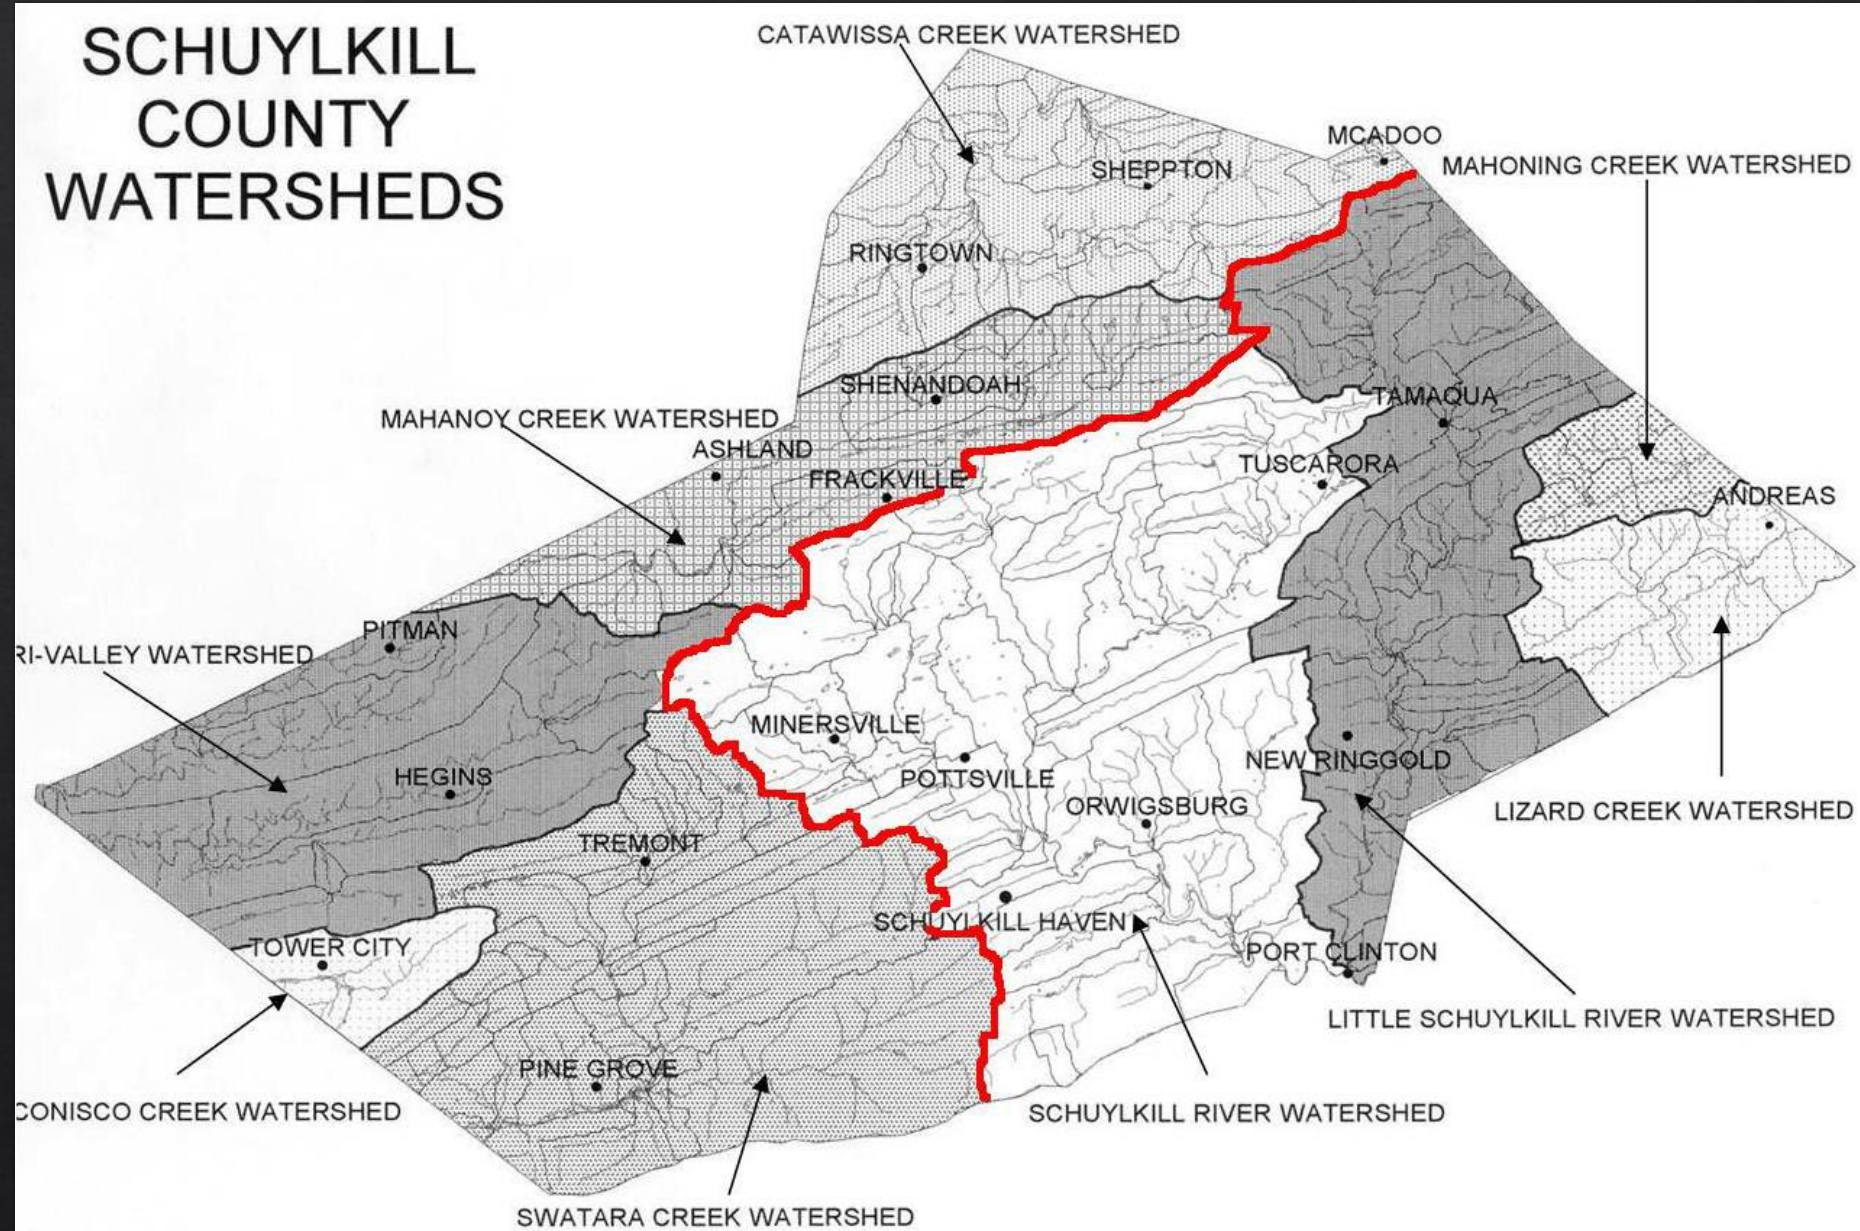 SCHUYLKILL
COUNTY
WATERSHEDS
CATAWISSA CREEK WATERSHED
MCADOO
MAHONING CREEK WATERSHED
SHEPPTON
RINGTOWN
SHENANDOAH
TAMAQUA
MAHANOY CREEK WATERSHED
ASHLAND
FRACKVILLE
TUSCARORA
ANDREAS
PITMAN
RI-VALLEY WATERSHED
MINERSVILLE
HEGINS
POTTSVILLE
NEW RINGGOLD
ORWIGSBURG
LIZARD CREEK WATERSHED
TREMONT
SCHUYLKILL HAVEN
TOWER CITY
PORT CLINTON
LITTLE SCHUYLKILL RIVER WATERSHED
PINE GROVE
CONISCO CREEK WATERSHED
SCHUYLKILL RIVER WATERSHED
SWATARA CREEK WATERSHED